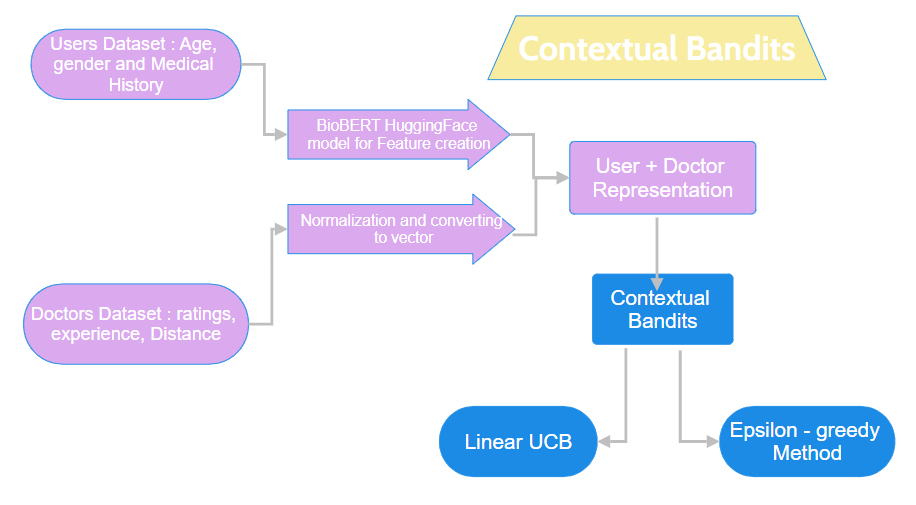 Contextual Bandits
Users Dataset : Age,
gender and Medical
History
BioBERT HuggingFace
model for Feature creation
User + Doctor
Representation
Normalization and converting
to vector
Doctors Dataset : ratings,
experience, Distance
Contextual
Bandits
Linear UCB
Epsilon - greedy
Method